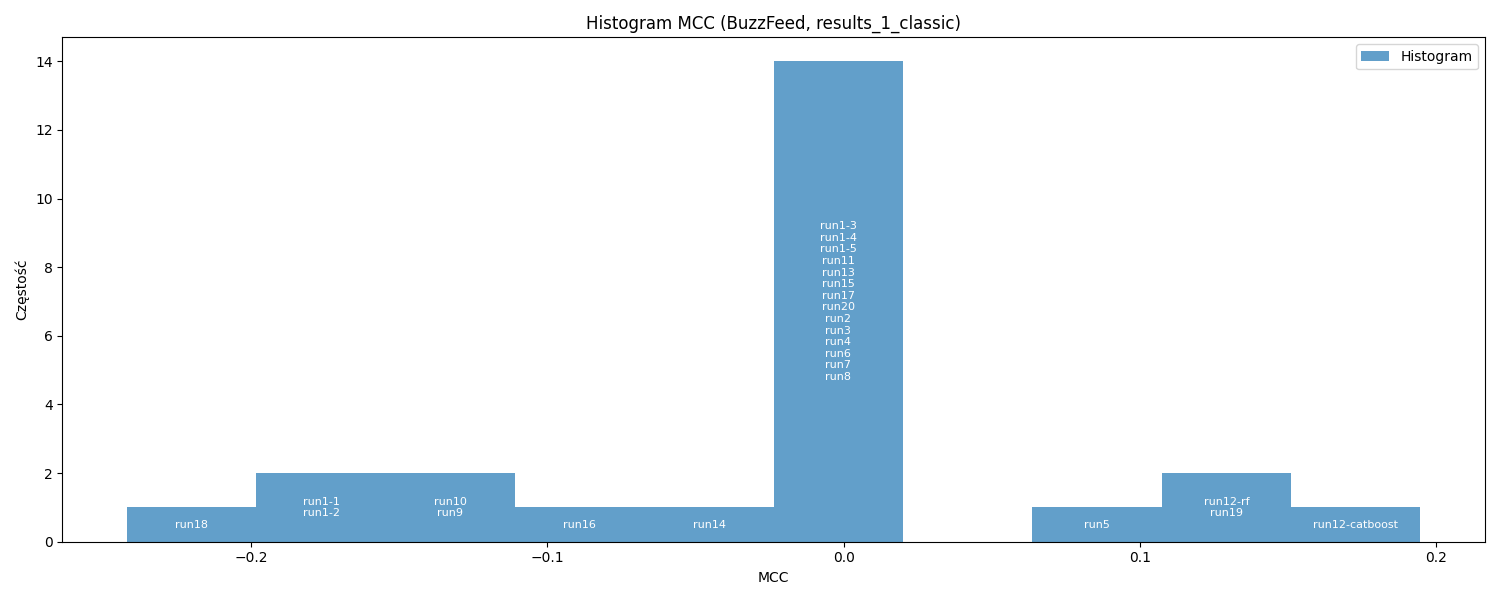 Histogram MCC (BuzzFeed, results_1_classic)
Histogram
Częstość
14
12
10
8
6
4
2
0
run18
run1-1
run1-2
run10
run9
run16
run14
run1-3
run1-4
run1-5
run11
run13
run15
run17
run20
run2
run3
run4
run6
run7
run8
run5
run12-rf
run19
run12-catboost
−0.2
−0.1
0.0
0.1
0.2
MCC